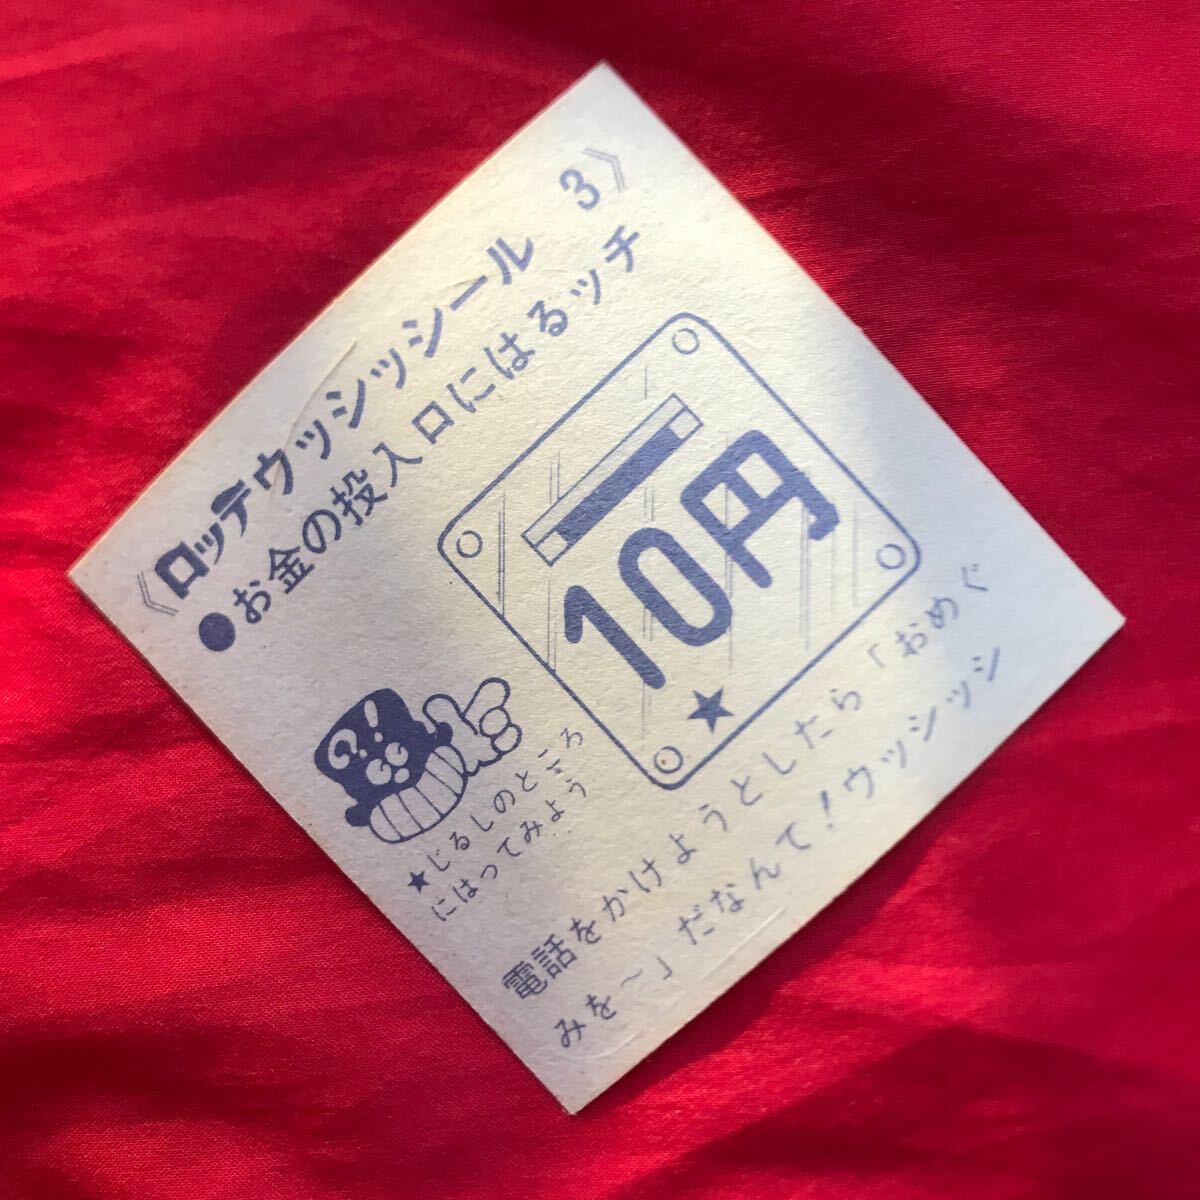 《ロッテウッシッシール 3》
●お金の投入口にはるッチ
10円
★
?!
★じるしのところ
にはってみよう
電話をかけようとしたら「おめぐ
みを〜」だなんて!ウッシッシ